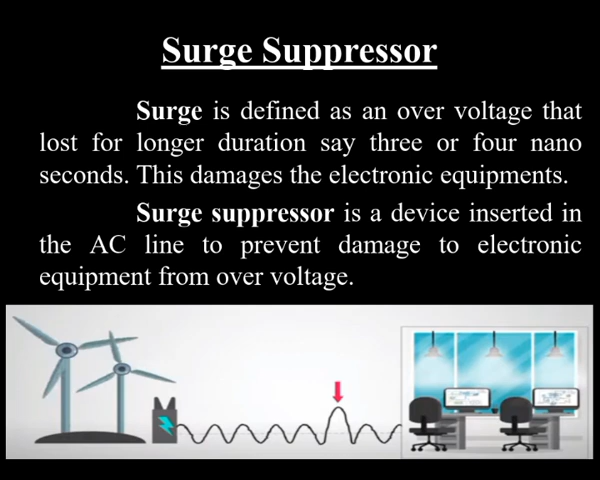 Surge Suppressor
Surge is defined as an over voltage that
lost for longer duration say three or four nano
seconds. This damages the electronic equipments.
Surge suppressor is a device inserted in
the AC line to prevent damage to electronic
equipment from over voltage.